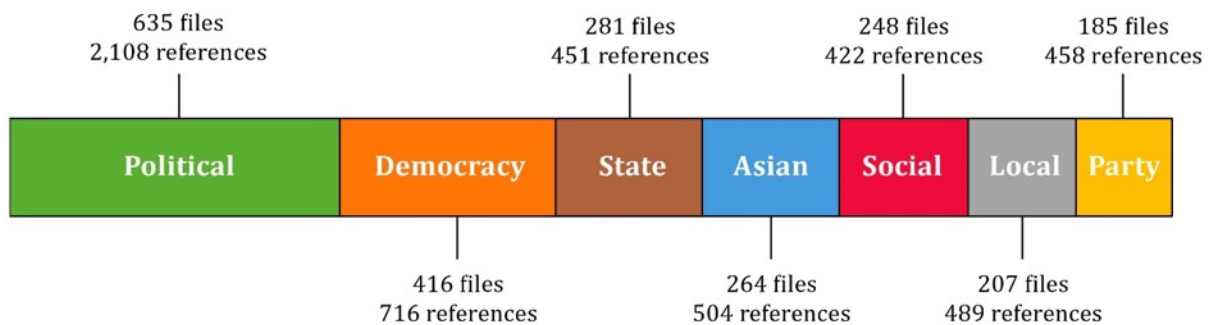 635 files
2,108 references
281 files
451 references
248 files
422 references
185 files
458 references
Political
Democracy
State
Asian
Social
Local
Party
416 files
716 references
264 files
504 references
207 files
489 references